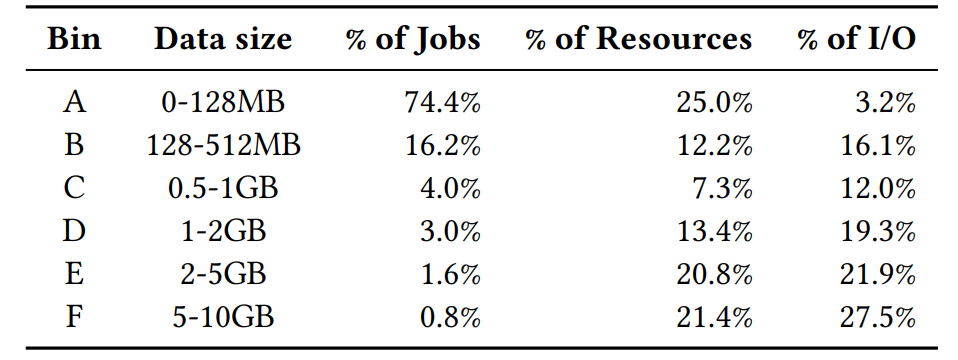 Bin Data size % of Jobs % of Resources % of I/O
A 0-128MB 74.4% 25.0% 3.2%
B 128-512MB 16.2% 12.2% 16.1%
C 0.5-1GB 4.0% 7.3% 12.0%
D 1-2GB 3.0% 13.4% 19.3%
E 2-5GB 1.6% 20.8% 21.9%
F 5-10GB 0.8% 21.4% 27.5%